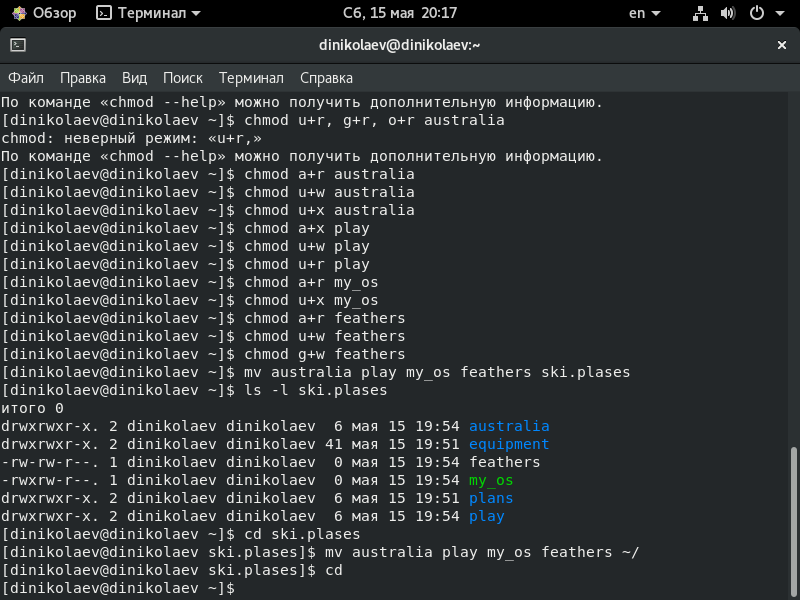 Обзор Терминал Сб, 15 мая 20:17 en
dinikolaev@dinikolaev:~
Файл Правка Вид Поиск Терминал Справка
По команде «chmod --help» можно получить дополнительную информацию.
[dinikolaev@dinikolaev ~]$ chmod u+r, g+r, o+r australia
chmod: неверный режим: «u+r,»
По команде «chmod --help» можно получить дополнительную информацию.
[dinikolaev@dinikolaev ~]$ chmod a+r australia
[dinikolaev@dinikolaev ~]$ chmod u+w australia
[dinikolaev@dinikolaev ~]$ chmod u+x australia
[dinikolaev@dinikolaev ~]$ chmod a+x play
[dinikolaev@dinikolaev ~]$ chmod u+w play
[dinikolaev@dinikolaev ~]$ chmod u+r play
[dinikolaev@dinikolaev ~]$ chmod a+r my_os
[dinikolaev@dinikolaev ~]$ chmod u+x my_os
[dinikolaev@dinikolaev ~]$ chmod a+r feathers
[dinikolaev@dinikolaev ~]$ chmod u+w feathers
[dinikolaev@dinikolaev ~]$ chmod g+w feathers
[dinikolaev@dinikolaev ~]$ mv australia play my_os feathers ski.plases
[dinikolaev@dinikolaev ~]$ ls -l ski.plases
итого 0
drwxrwxr-x. 2 dinikolaev dinikolaev  6 мая 15 19:54 australia
drwxrwxr-x. 2 dinikolaev dinikolaev 41 мая 15 19:51 equipment
-rw-rw-r--. 1 dinikolaev dinikolaev  0 мая 15 19:54 feathers
-rwxrw-r--. 1 dinikolaev dinikolaev  0 мая 15 19:54 my_os
drwxrwxr-x. 2 dinikolaev dinikolaev  6 мая 15 19:51 plans
drwxrwxr-x. 2 dinikolaev dinikolaev  6 мая 15 19:54 play
[dinikolaev@dinikolaev ~]$ cd ski.plases
[dinikolaev@dinikolaev ski.plases]$ mv australia play my_os feathers ~/
[dinikolaev@dinikolaev ski.plases]$ cd
[dinikolaev@dinikolaev ~]$